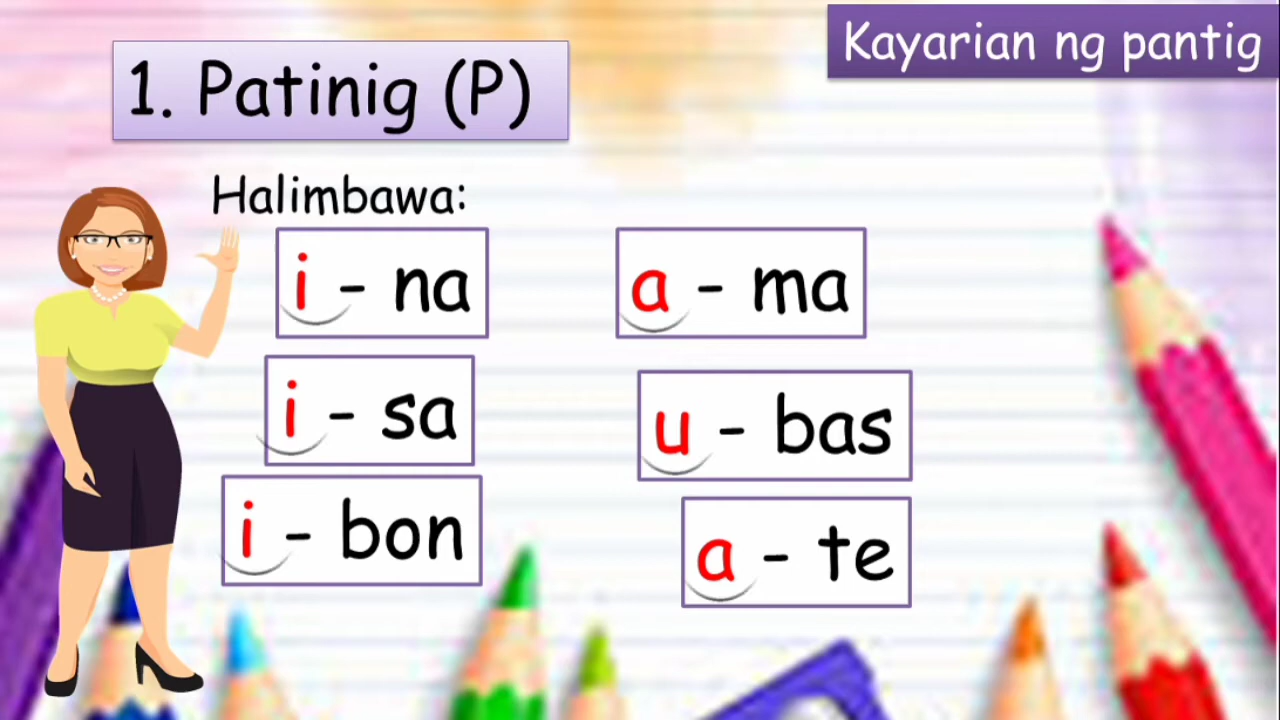 Kayarian ng pantig
1. Patinig (P)
Halimbawa:
i - na
a - ma
i - sa
u - bas
i - bon
a - te